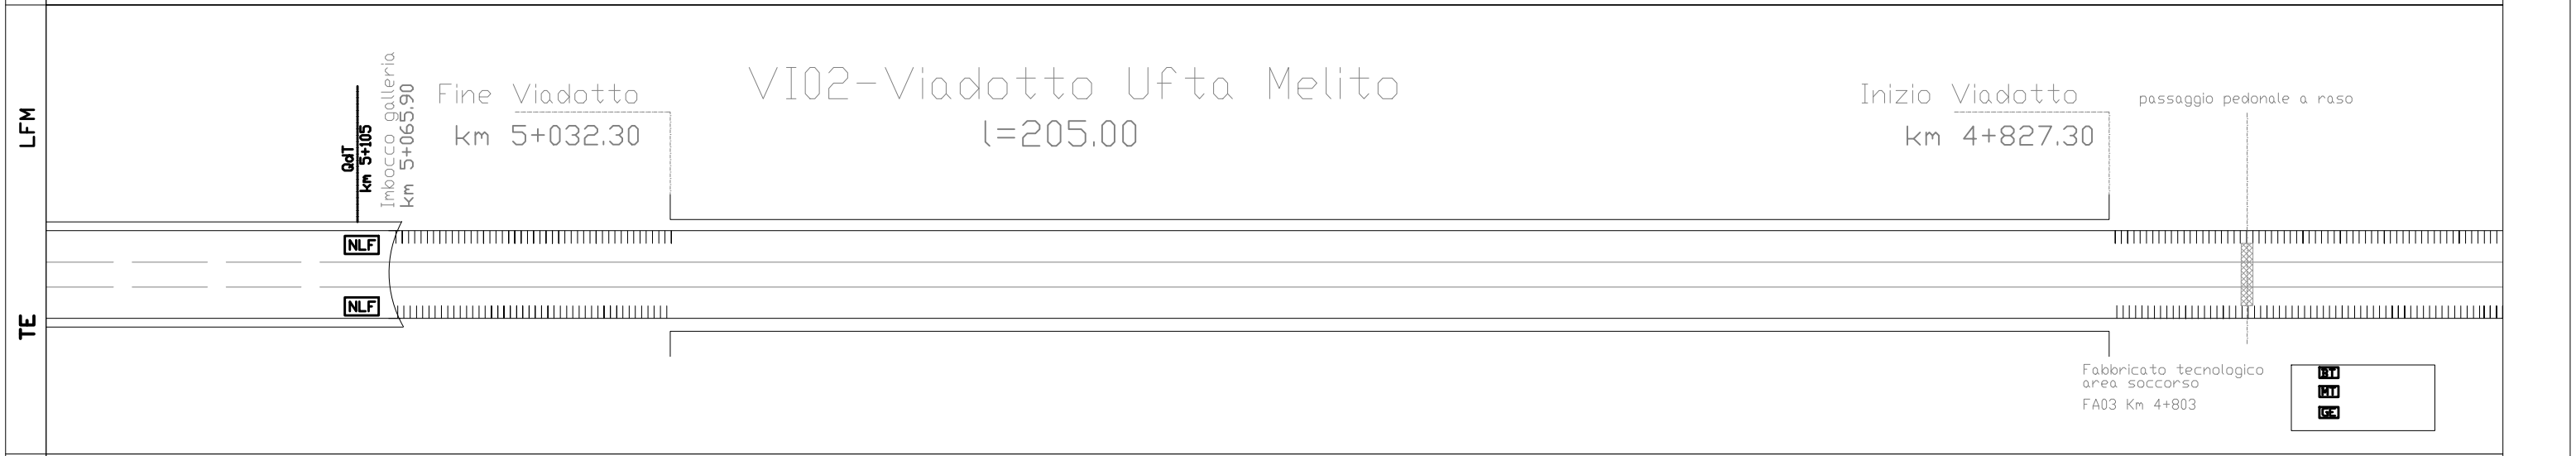 LFM
TE
QdT
km 5+105
Imbocco galleria
km 5+065.90
Fine Viadotto
km 5+032.30
VI02-Viadotto Ufta Melito
l=205.00
Inizio Viadotto
km 4+827.30
passaggio pedonale a raso
NLF
NLF
Fabbricato tecnologico
area soccorso
FA03 Km 4+803
BT
MT
GE